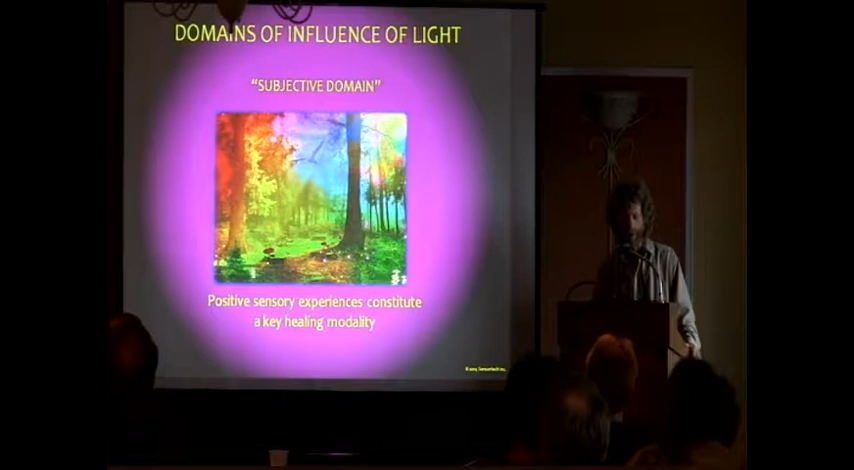 DOMAINS OF INFLUENCE OF LIGHT
"SUBJECTIVE DOMAIN"
Positive sensory experiences constitute
a key healing modality